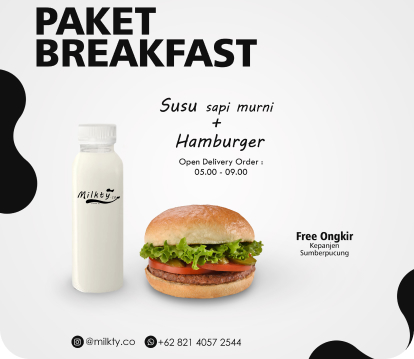 PAKET
BREAKFAST
Susu sapi murni
+
Hamburger
Open Delivery Order :
05.00 - 09.00
Milkty.co
Free Ongkir
Kepanjen
Sumberpucung
@milkty.co
+62 821 4057 2544